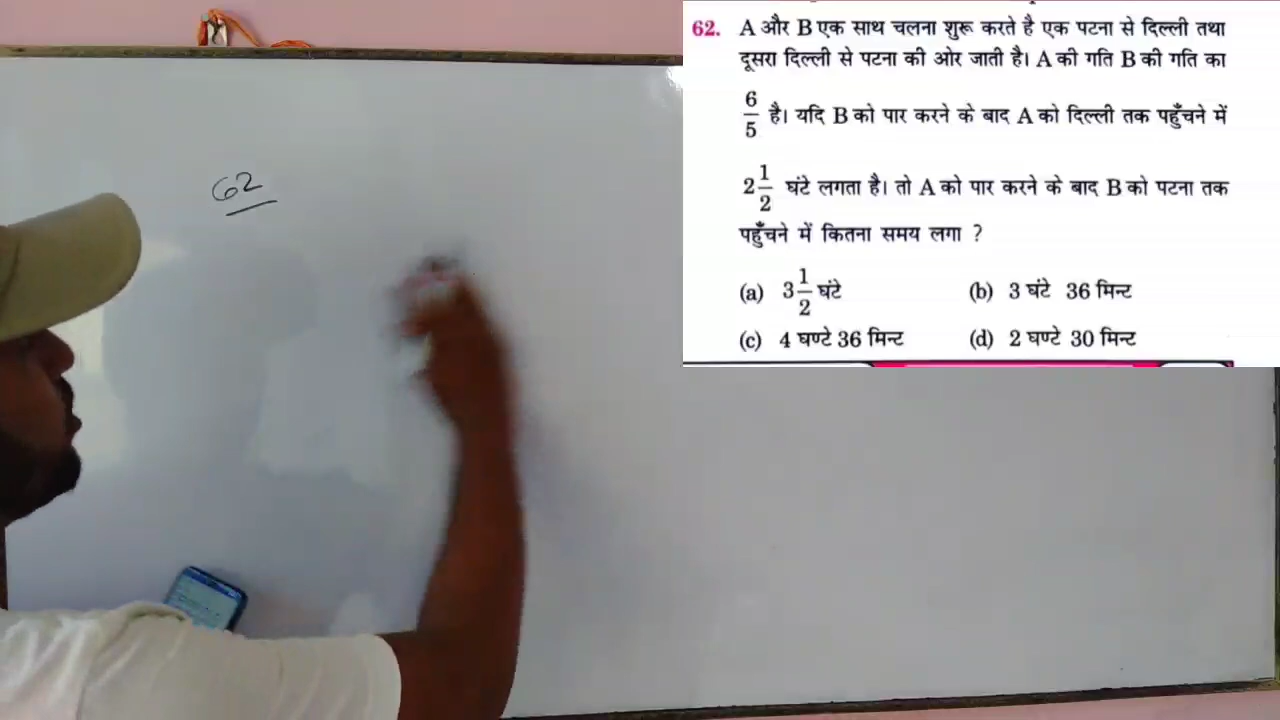 62
62. A और B एक साथ चलना शुरू करते है एक पटना से दिल्ली तथा
दूसरा दिल्ली से पटना की ओर जाती है। A की गति B की गति का
6/5 है। यदि B को पार करने के बाद A को दिल्ली तक पहुँचने में
2 1/2 घंटे लगता है। तो A को पार करने के बाद B को पटना तक
पहुँचने में कितना समय लगा ?
(a) 3 1/2 घंटे (b) 3 घंटे 36 मिन्ट
(c) 4 घण्टे 36 मिन्ट (d) 2 घण्टे 30 मिन्ट